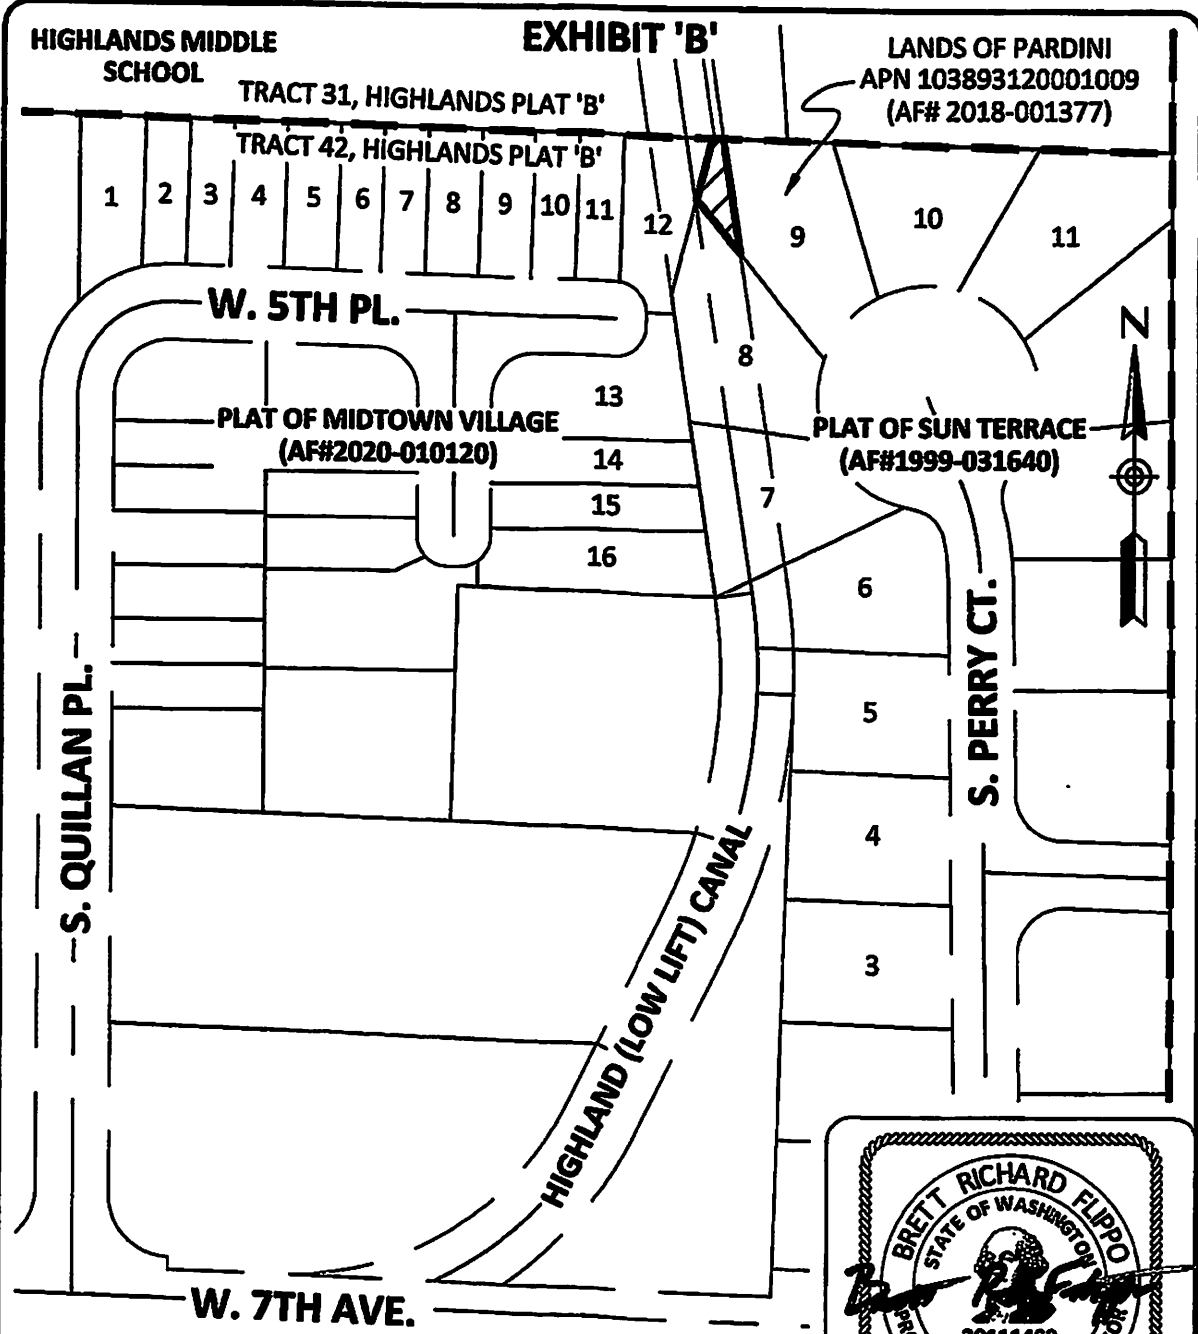 EXHIBIT 'B'
HIGHLANDS MIDDLE
SCHOOL
LANDS OF PARDINI
APN 103893120001009
(AF# 2018-001377)
TRACT 31, HIGHLANDS PLAT 'B'
TRACT 42, HIGHLANDS PLAT 'B'
1 2 3 4 5 6 7 8 9 10 11 12
9 10 11
W. 5TH PL.
N
8
13
PLAT OF MIDTOWN VILLAGE
(AF#2020-010120)
PLAT OF SUN TERRACE
(AF#1999-031640)
14
15
7
16
6
S. QUILLAN PL.
S. PERRY CT.
5
4
3
HIGHLAND (LOW LIFT) CANAL
W. 7TH AVE.
BRETT RICHARD FLIPPO
STATE OF WASHINGTON